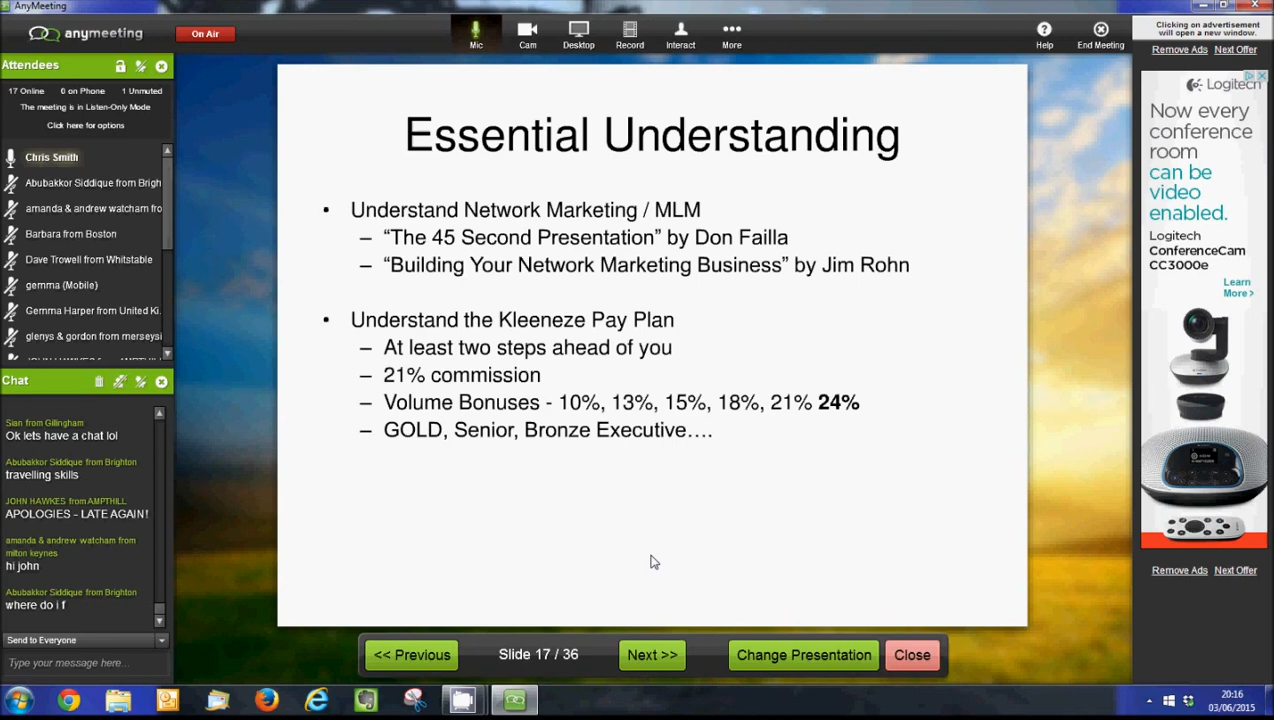 AnyMeeting
anymeeting
On Air
Mic
Cam
Desktop
Record
Interact
More
Help
End Meeting
Clicking on advertisement
will open a new window.
Remove Ads Next Offer
Attendees
17 Online 0 on Phone 1 Unmuted
The meeting is in Listen-Only Mode
Click here for options
Chris Smith
Abubakkor Siddique from Brigh
amanda & andrew watcham fro
Barbara from Boston
Dave Trowell from Whitstable
gemma (Mobile)
Gemma Harper from United Ki
glenys & gordon from merseysi
JOHN HAWKES from AMPTHILL
Chat
Sian from Gillingham
Ok lets have a chat lol
Abubakkor Siddique from Brighton
travelling skills
JOHN HAWKES from AMPTHILL
APOLOGIES - LATE AGAIN!
amanda & andrew watcham from
milton keynes
hi john
Abubakkor Siddique from Brighton
where do i f
Send to Everyone
Type your message here...
Essential Understanding
• Understand Network Marketing / MLM
– “The 45 Second Presentation” by Don Failla
– “Building Your Network Marketing Business” by Jim Rohn
• Understand the Kleeneze Pay Plan
– At least two steps ahead of you
– 21% commission
– Volume Bonuses - 10%, 13%, 15%, 18%, 21% 24%
– GOLD, Senior, Bronze Executive….
<< Previous
Slide 17 / 36
Next >>
Change Presentation
Close
Logitech
Now every
conference
room
can be
video
enabled.
Logitech
ConferenceCam
CC3000e
Learn
More >
Remove Ads Next Offer
20:16
03/06/2015